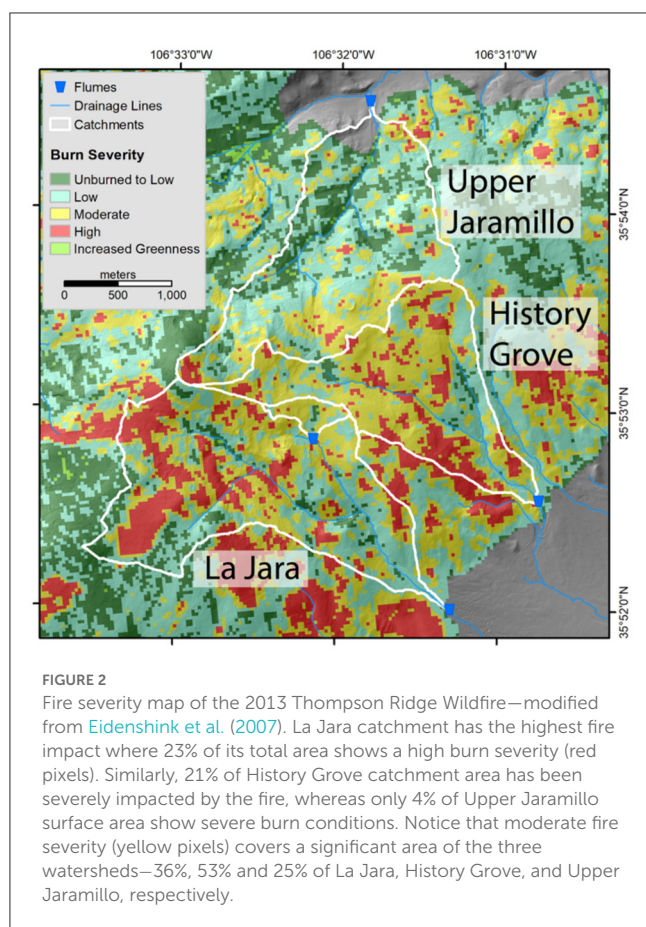 106°33'0"W 106°32'0"W 106°31'0"W
Flumes
Drainage Lines
Catchments
Burn Severity
Unburned to Low
Low
Moderate
High
Increased Greenness
meters
0 500 1,000
Upper
Jaramillo
35°54'0"N
History
Grove
35°53'0"N
La Jara
35°52'0"N
FIGURE 2
Fire severity map of the 2013 Thompson Ridge Wildfire—modified
from Eidenshink et al. (2007). La Jara catchment has the highest fire
impact where 23% of its total area shows a high burn severity (red
pixels). Similarly, 21% of History Grove catchment area has been
severely impacted by the fire, whereas only 4% of Upper Jaramillo
surface area show severe burn conditions. Notice that moderate fire
severity (yellow pixels) covers a significant area of the three
watersheds—36%, 53% and 25% of La Jara, History Grove, and Upper
Jaramillo, respectively.